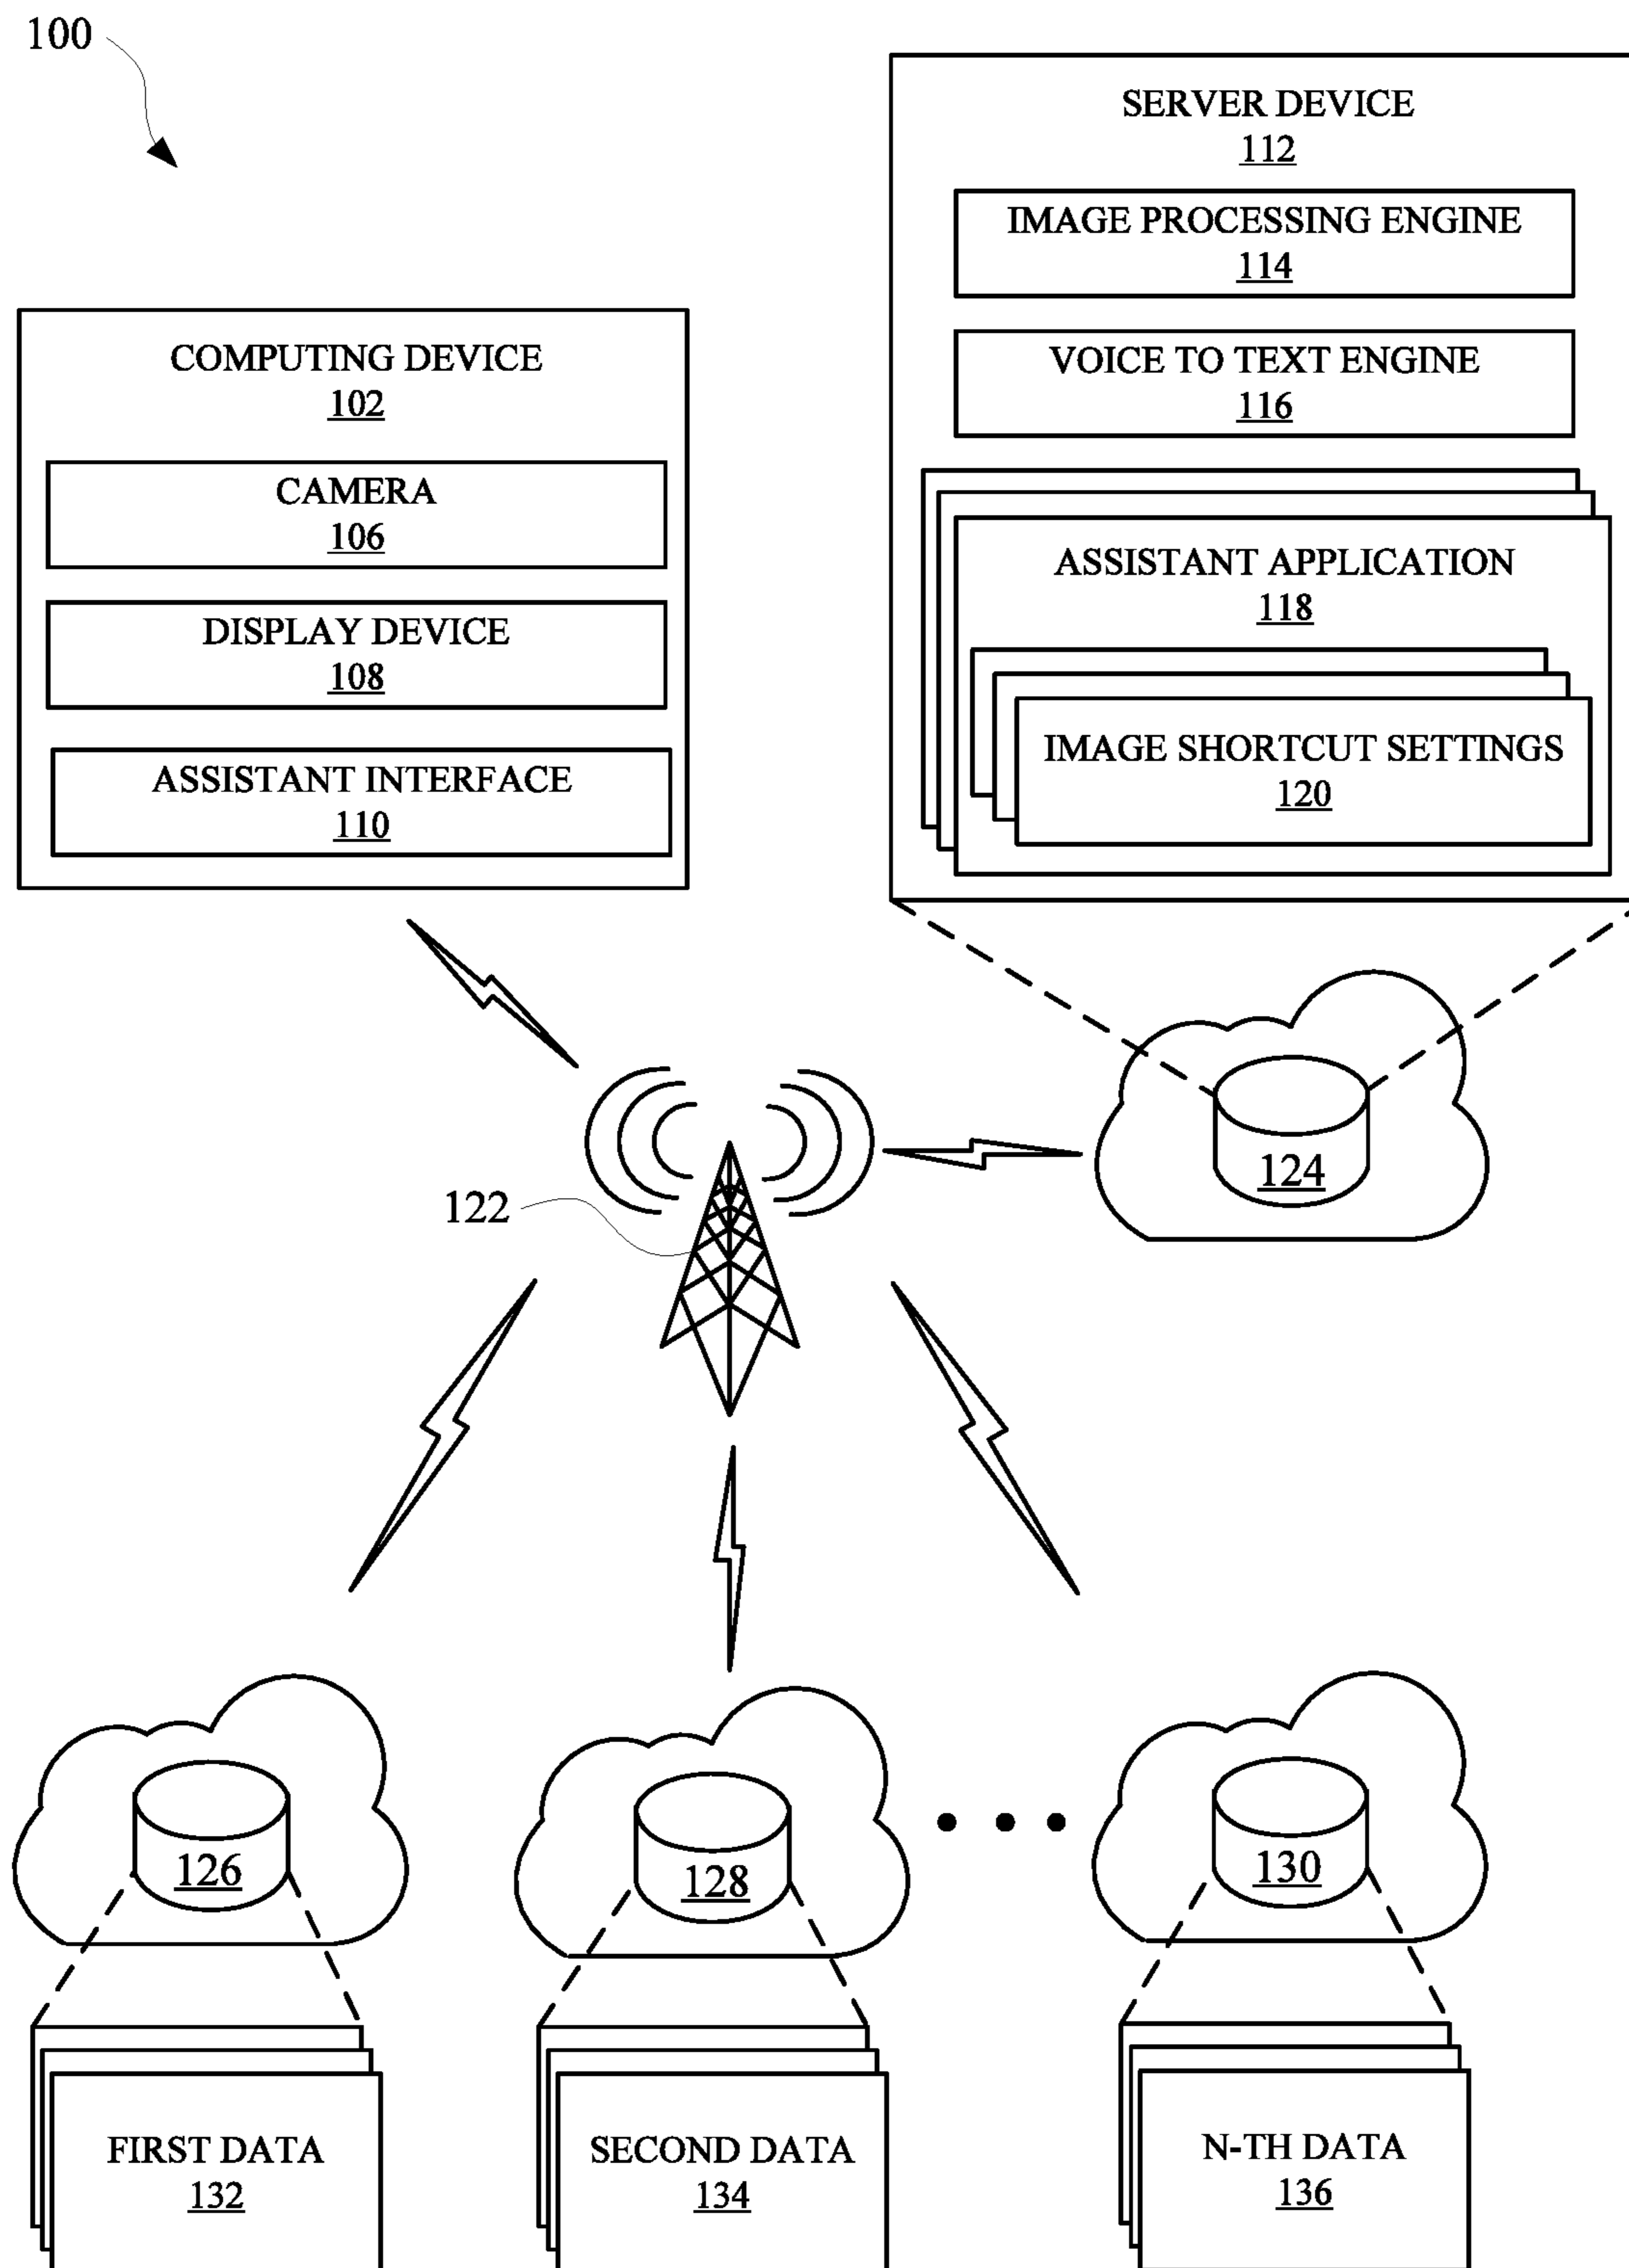 100
SERVER DEVICE
112
IMAGE PROCESSING ENGINE
114
VOICE TO TEXT ENGINE
116
ASSISTANT APPLICATION
118
IMAGE SHORTCUT SETTINGS
120
COMPUTING DEVICE
102
CAMERA
106
DISPLAY DEVICE
108
ASSISTANT INTERFACE
110
122
124
126
128
130
FIRST DATA
132
SECOND DATA
134
N-TH DATA
136